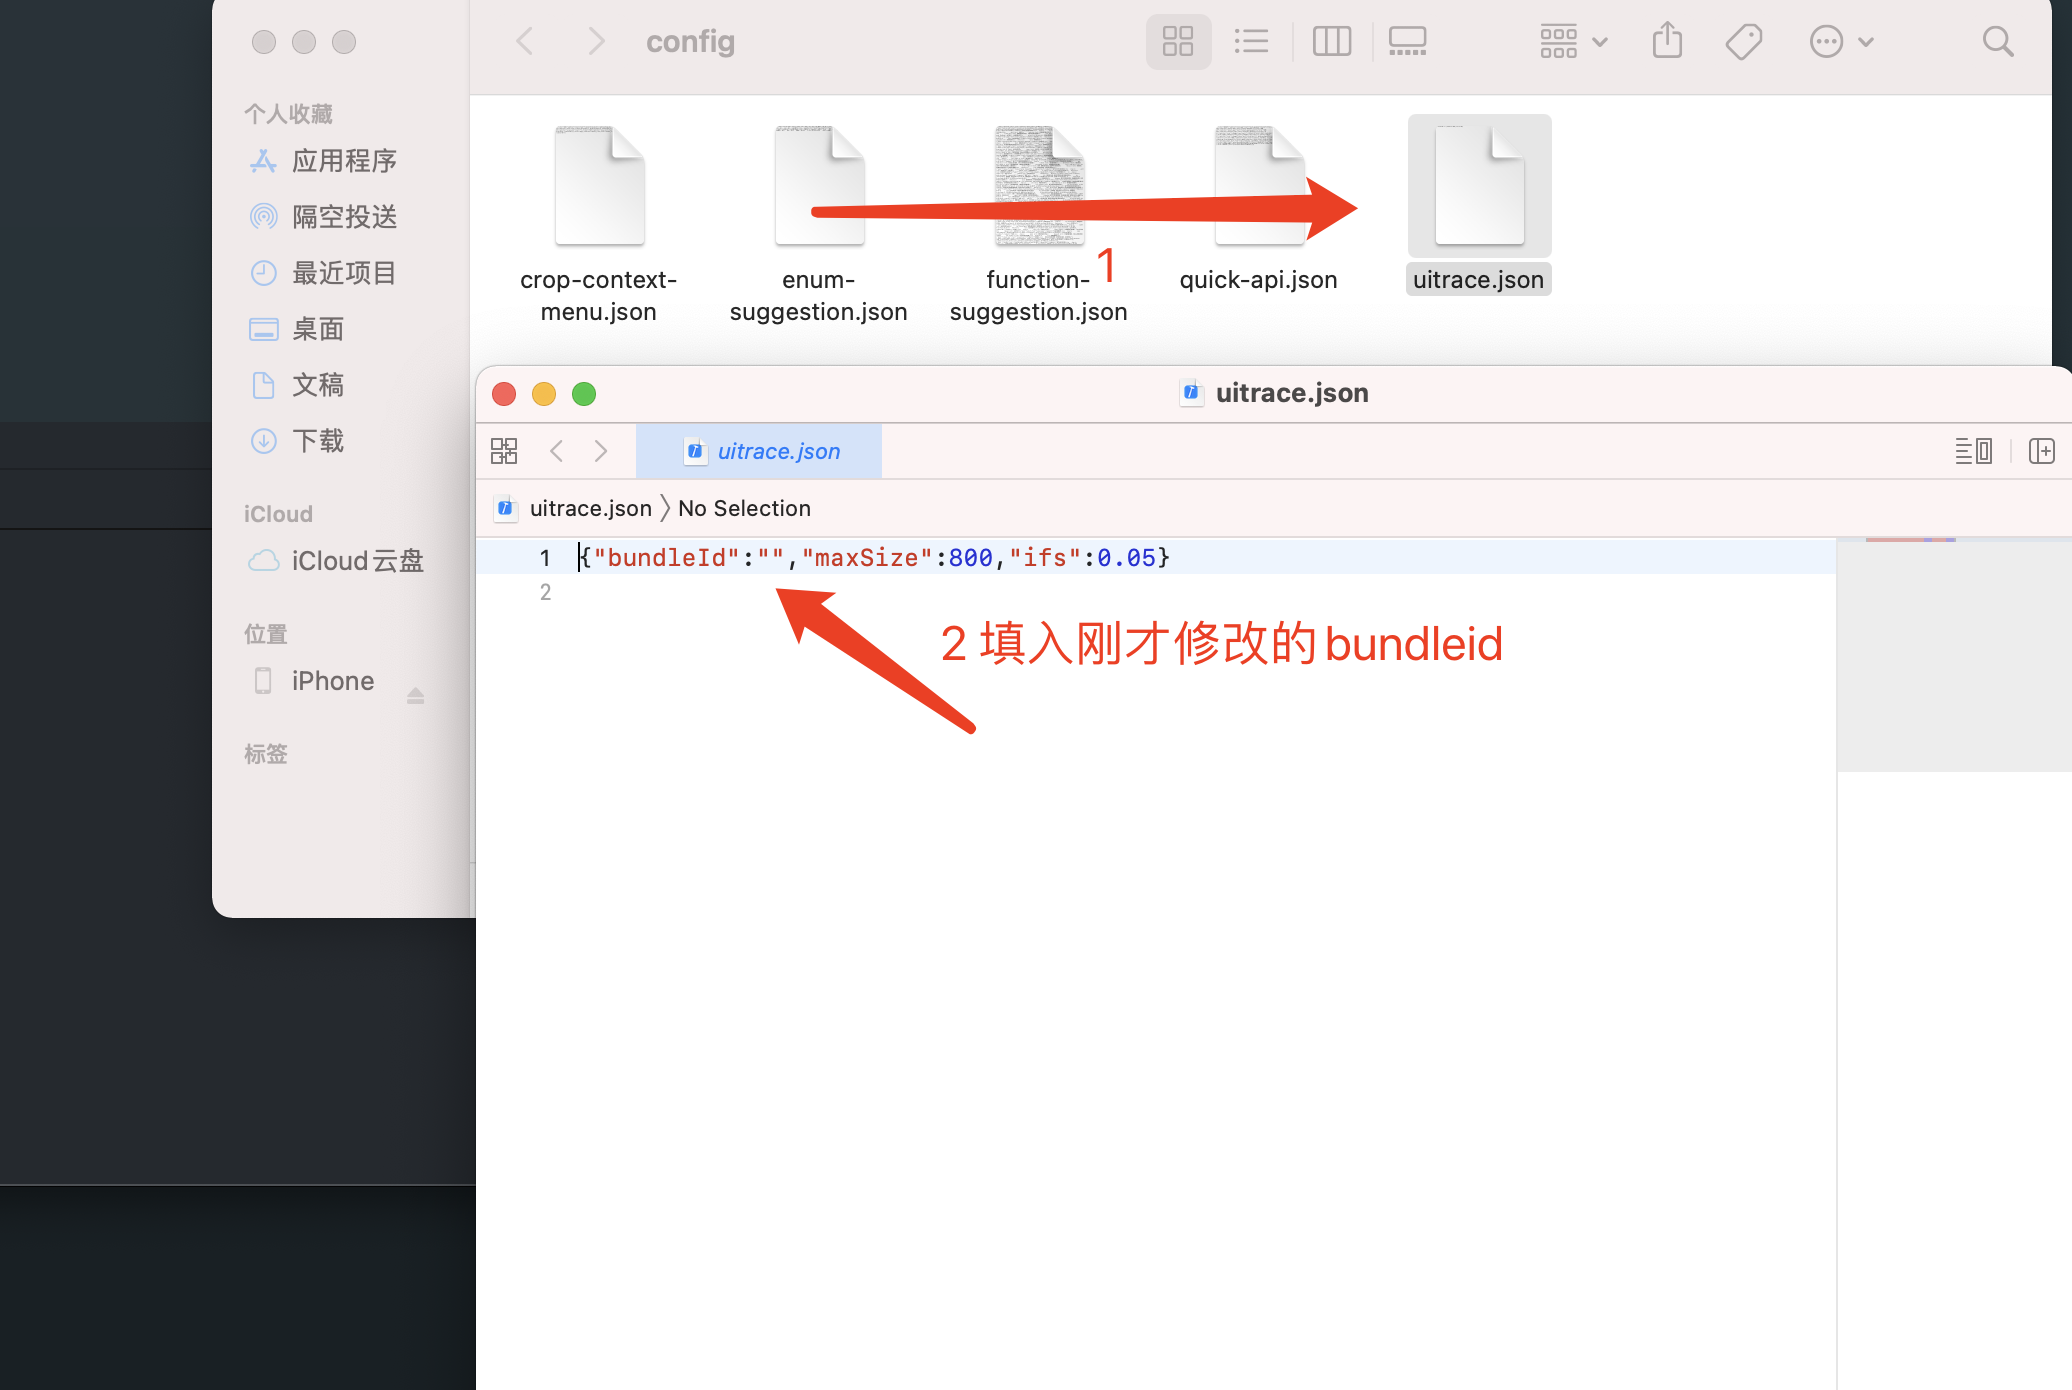 config
个人收藏
应用程序
隔空投送
最近项目
桌面
文稿
下载
iCloud
iCloud云盘
位置
iPhone
标签
crop-context-
menu.json
enum-
suggestion.json
function-
suggestion.json
quick-api.json
uitrace.json
1
uitrace.json
uitrace.json
uitrace.json 〉 No Selection
1 {"bundleId":"","maxSize":800,"ifs":0.05}
2
2 填入刚才修改的bundleid